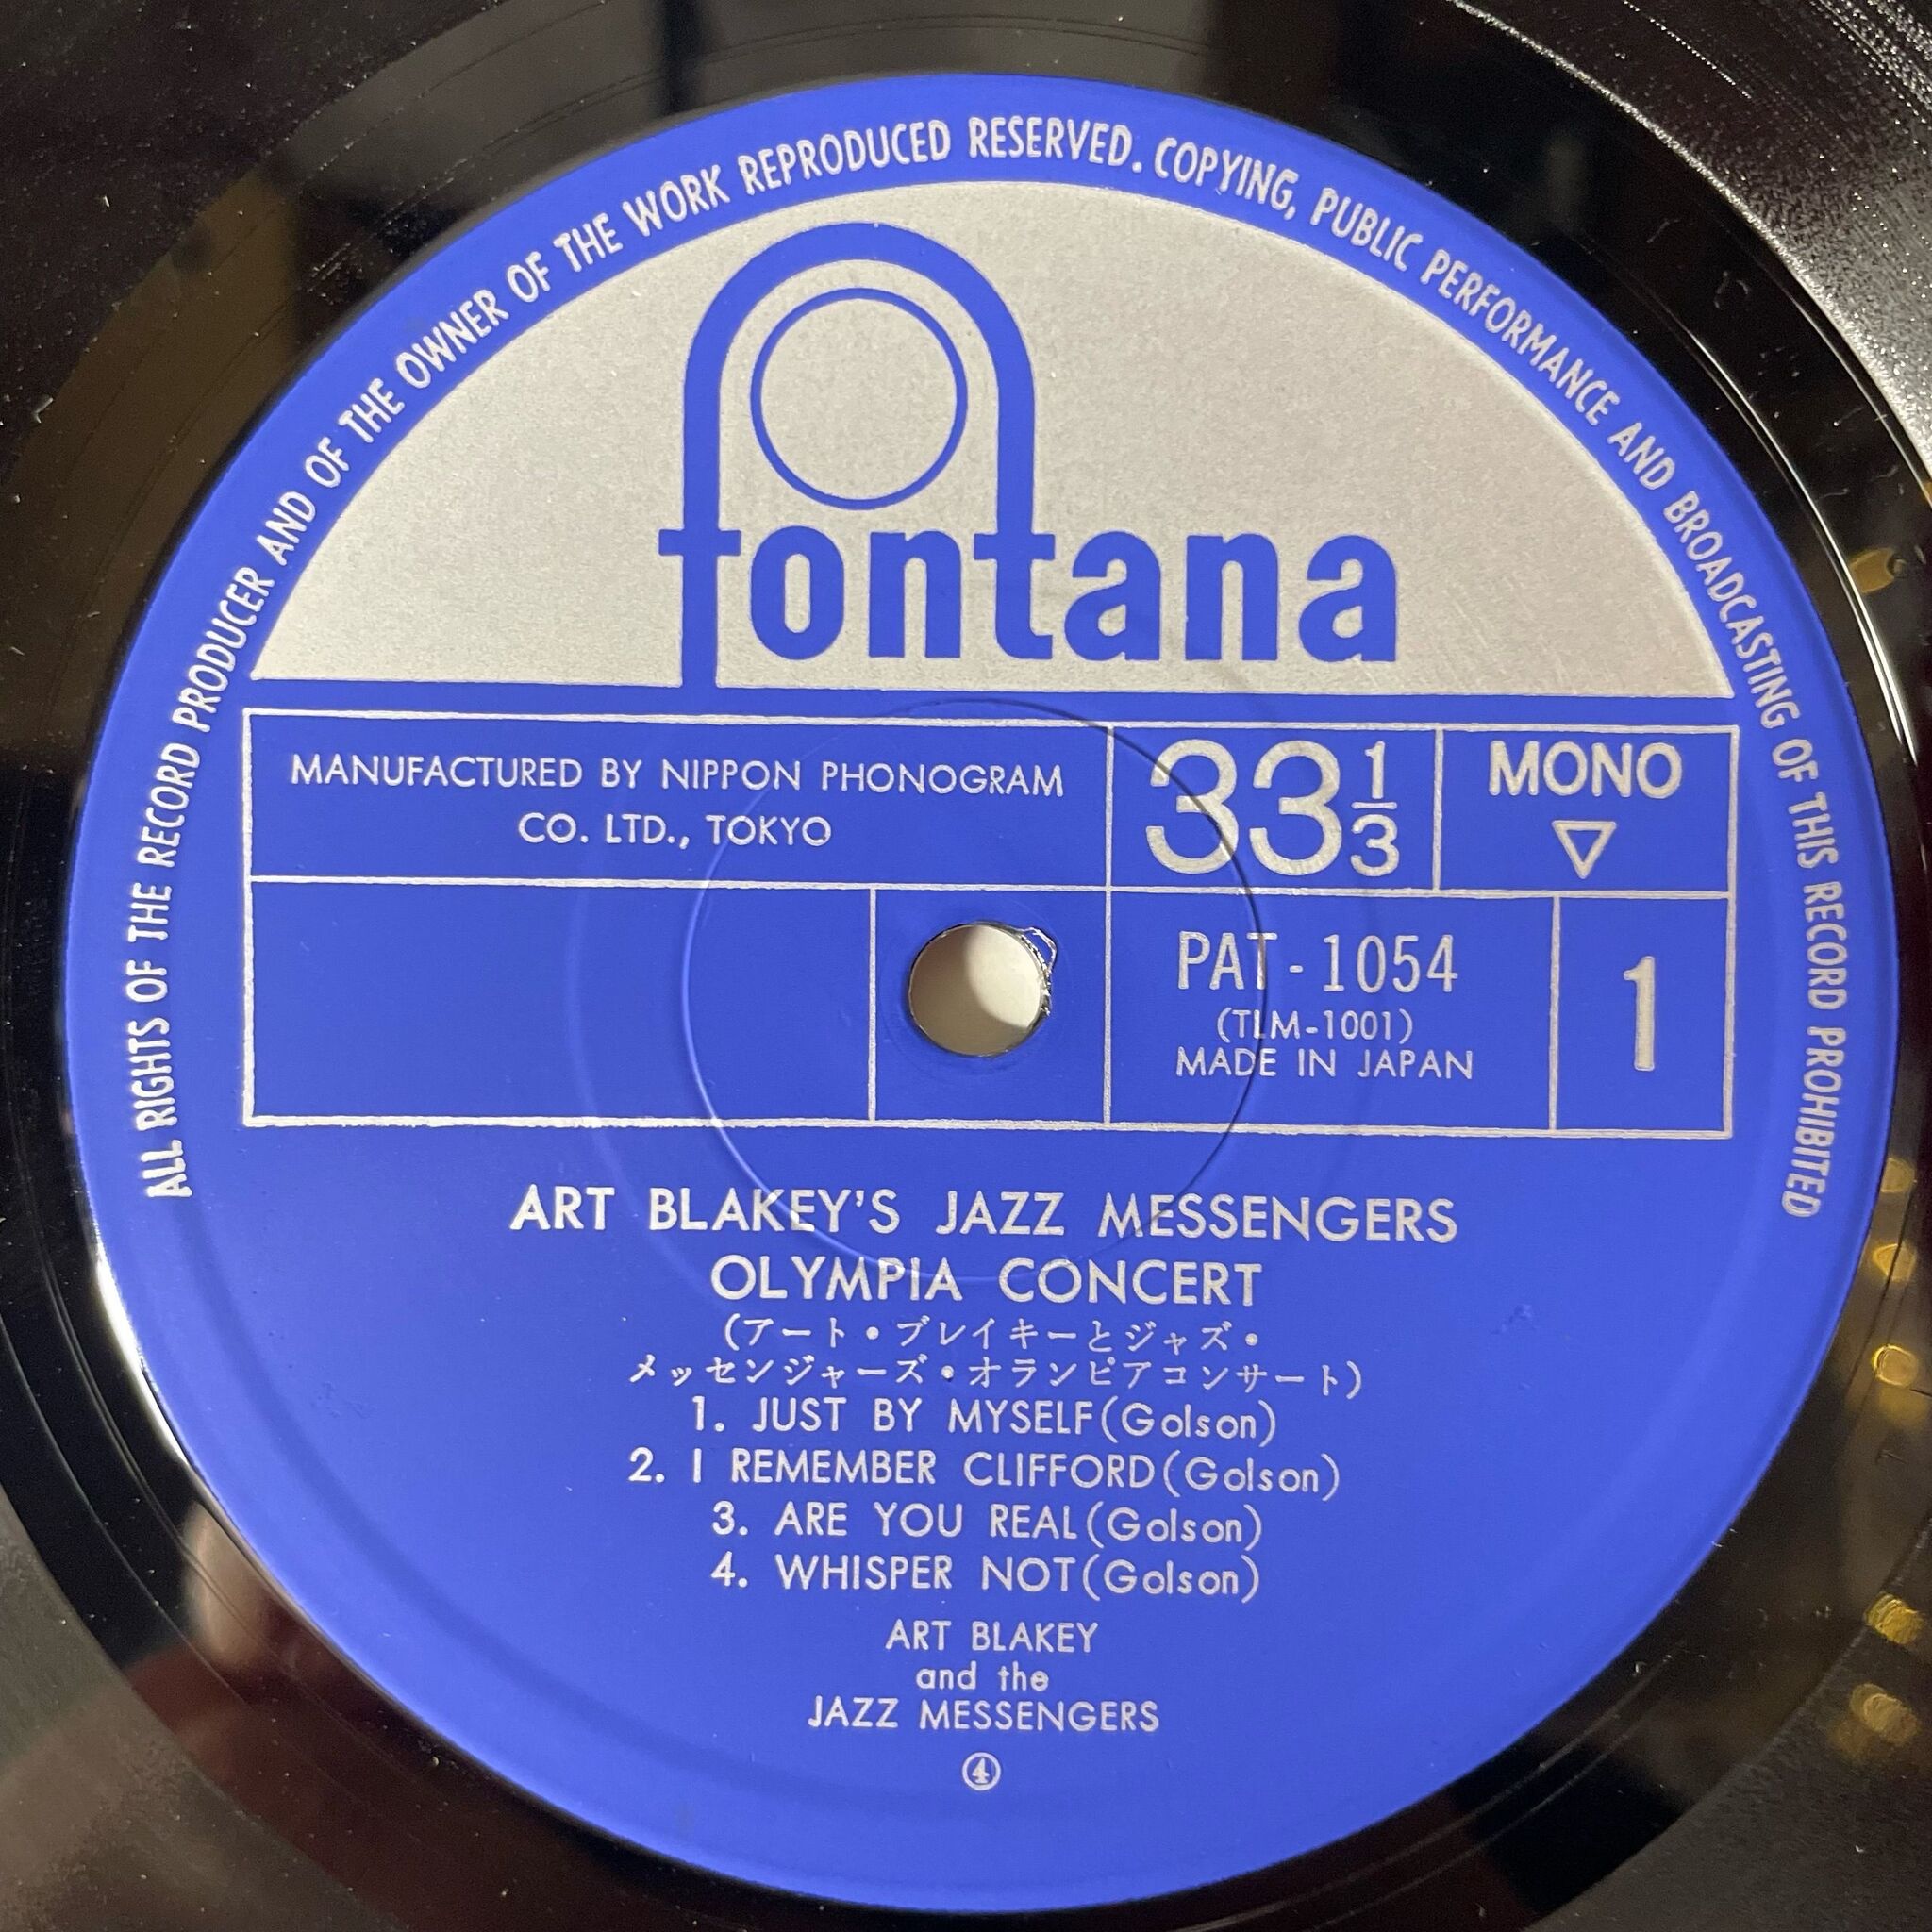 ALL RIGHTS OF THE RECORD PRODUCER AND OF THE OWNER OF THE WORK REPRODUCED RESERVED. COPYING, PUBLIC PERFORMANCE AND BROADCASTING OF THIS RECORD PROHIBITED
fontana
MANUFACTURED BY NIPPON PHONOGRAM
CO. LTD., TOKYO
33 1/3
MONO
▽
PAT-1054
(TLM-1001)
MADE IN JAPAN
1
ART BLAKEY'S JAZZ MESSENGERS
OLYMPIA CONCERT
(アート・ブレイキーとジャズ・
メッセンジャーズ・オランピアコンサート)
1. JUST BY MYSELF(Golson)
2. I REMEMBER CLIFFORD(Golson)
3. ARE YOU REAL(Golson)
4. WHISPER NOT(Golson)
ART BLAKEY
and the
JAZZ MESSENGERS
④